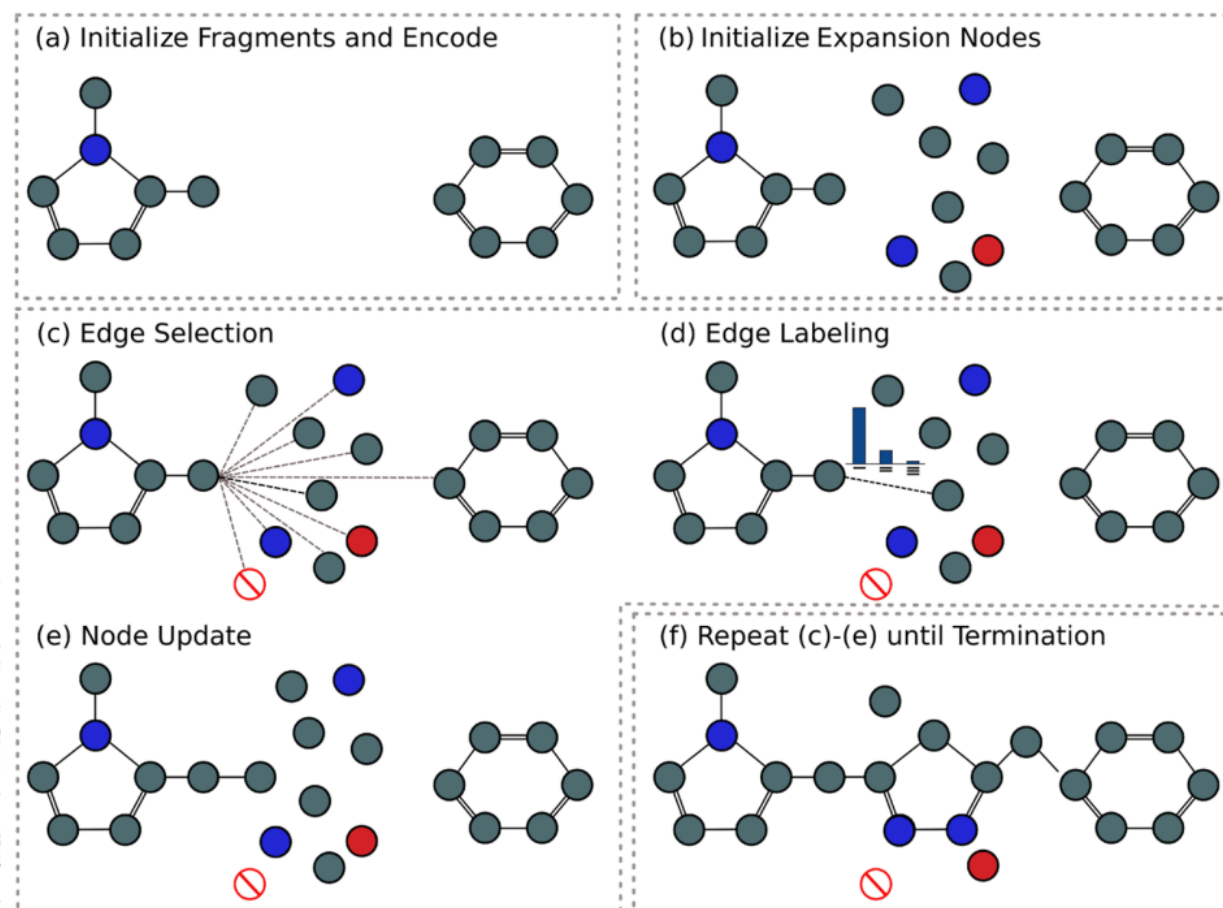 (a) Initialize Fragments and Encode
(b) Initialize Expansion Nodes
(c) Edge Selection
(d) Edge Labeling
(e) Node Update
(f) Repeat (c)-(e) until Termination